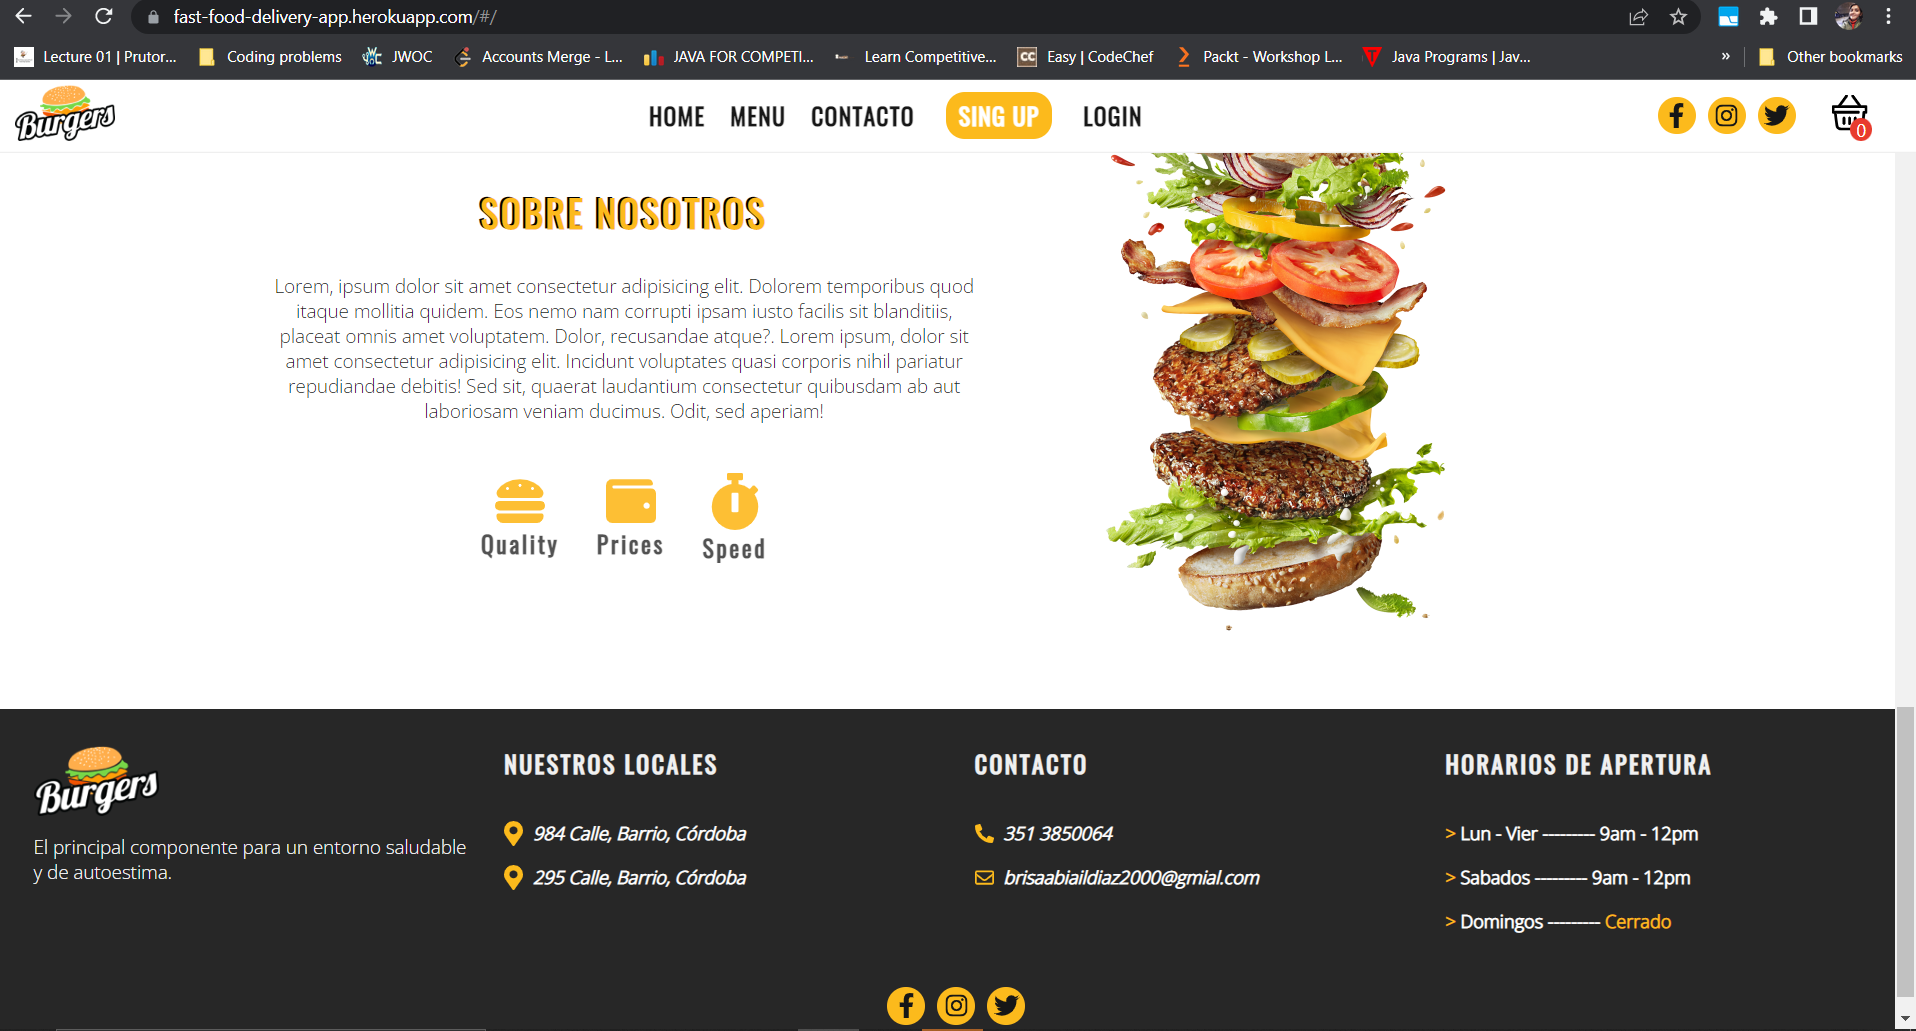 fast-food-delivery-app.herokuapp.com/#/
Lecture 01 | Prutor...
Coding problems
JWOC
Accounts Merge - L...
JAVA FOR COMPETI...
Learn Competitive...
CC
Easy | CodeChef
Packt - Workshop L...
Java Programs | Jav...
»
Other bookmarks
Burgers
HOME
MENU
CONTACTO
SING UP
LOGIN
0
SOBRE NOSOTROS
Lorem, ipsum dolor sit amet consectetur adipisicing elit. Dolorem temporibus quod
itaque mollitia quidem. Eos nemo nam corrupti ipsam iusto facilis sit blanditiis,
placeat omnis amet voluptatem. Dolor, recusandae atque?. Lorem ipsum, dolor sit
amet consectetur adipisicing elit. Incidunt voluptates quasi corporis nihil pariatur
repudiandae debitis! Sed sit, quaerat laudantium consectetur quibusdam ab aut
laboriosam veniam ducimus. Odit, sed aperiam!
Quality
Prices
Speed
Burgers
El principal componente para un entorno saludable
y de autoestima.
NUESTROS LOCALES
984 Calle, Barrio, Córdoba
295 Calle, Barrio, Córdoba
CONTACTO
351 3850064
brisaabiaildiaz2000@gmial.com
HORARIOS DE APERTURA
> Lun - Vier --------- 9am - 12pm
> Sabados --------- 9am - 12pm
> Domingos --------- Cerrado